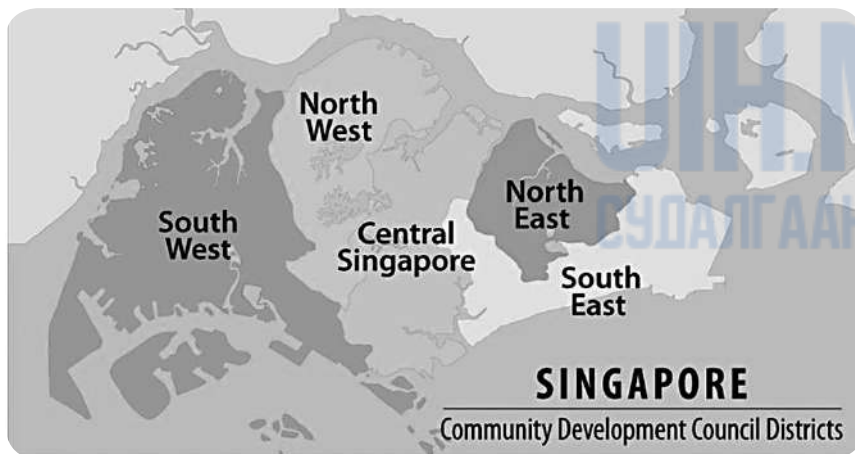 North
West
South
West
Central
Singapore
North
East
South
East
SINGAPORE
Community Development Council Districts